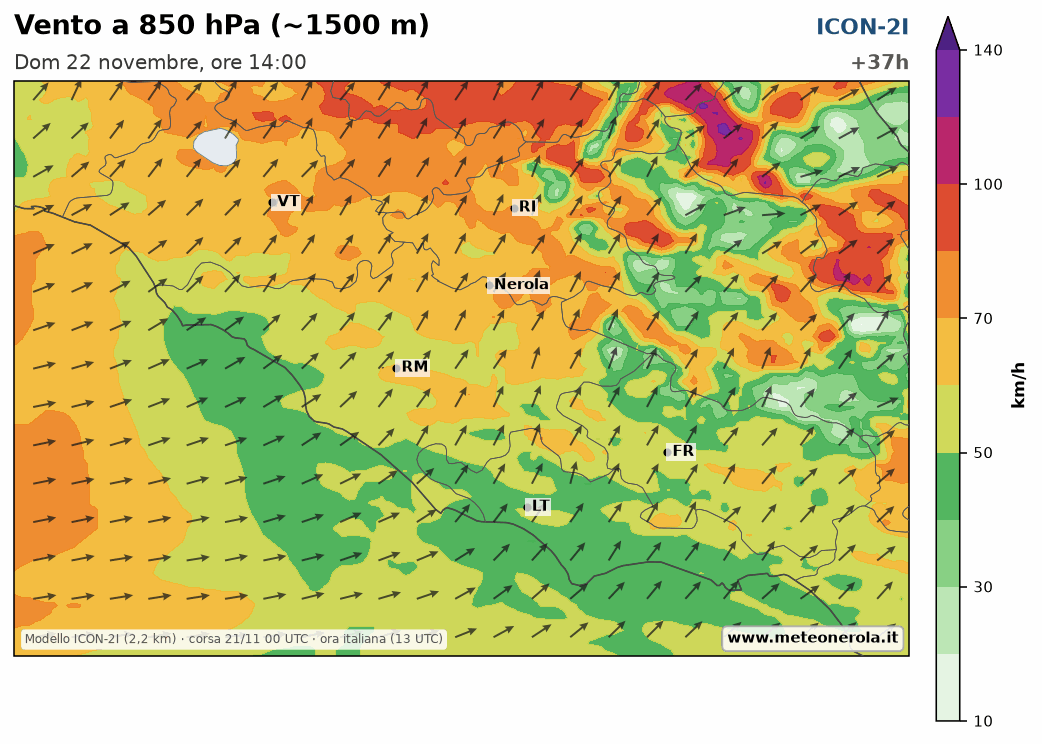 Vento a 850 hPa (~1500 m)
ICON-2I
Dom 22 novembre, ore 14:00
+37h
140
100
70
50
30
10
km/h
VT
RI
Nerola
RM
FR
LT
Modello ICON-2I (2,2 km) · corsa 21/11 00 UTC · ora italiana (13 UTC)
www.meteonerola.it